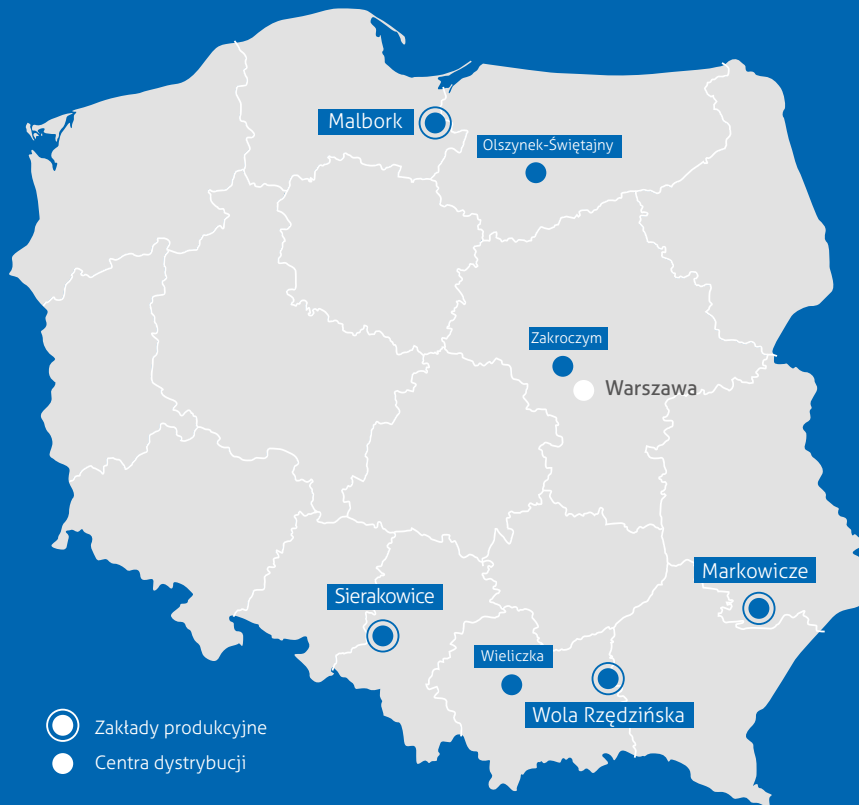 Malbork
Olszynek-Świętajny
Zakroczym
Warszawa
Markowicze
Sierakowice
Wieliczka
Wola Rzędzińska
Zakłady produkcyjne
Centra dystrybucji